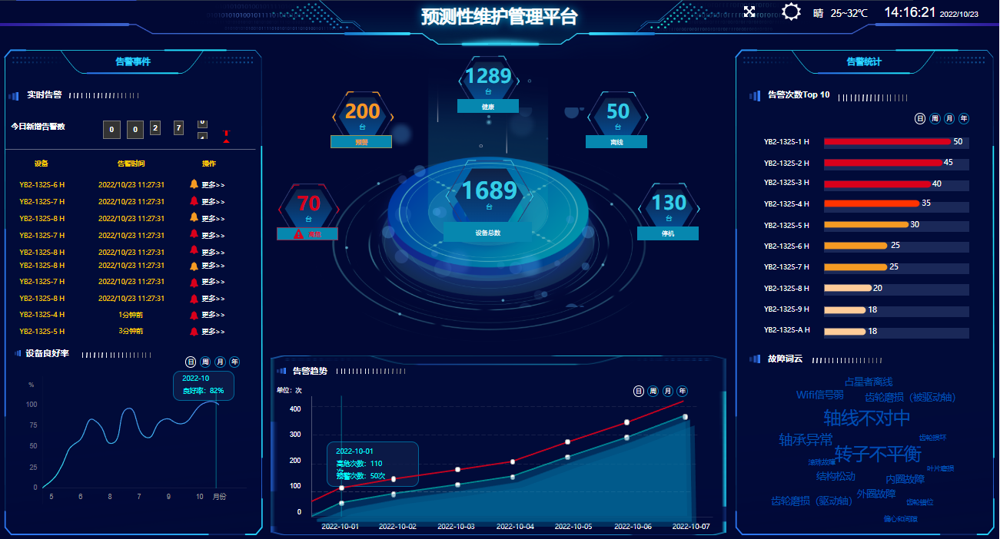 预测性维护管理平台
晴 25~32℃ 14:16:21 2022/10/23
告警事件
实时告警
今日新增告警数 0 0 2 7
设备 告警时间 操作
YB2-132S-6 H 2022/10/23 11:27:31 更多>>
YB2-132S-7 H 2022/10/23 11:27:31 更多>>
YB2-132S-8 H 2022/10/23 11:27:31 更多>>
YB2-132S-7 H 2022/10/23 11:27:31 更多>>
YB2-132S-8 H 2022/10/23 11:27:31 更多>>
YB2-132S-8 H 2022/10/23 11:27:31 更多>>
YB2-132S-7 H 2022/10/23 11:27:31 更多>>
YB2-132S-8 H 2022/10/23 11:27:31 更多>>
YB2-132S-4 H 1分钟前 更多>>
YB2-132S-5 H 3分钟前 更多>>
设备良好率
日 周 月 年
2022-10
良好率：82%
%
100
75
50
25
0
5 6 8 7 9 10 月份
1289
台
健康
200
台
预警
50
台
离线
1689
台
设备总数
70
台
高危
130
台
停机
告警趋势
单位：次
日 周 月 年
400
300
200
100
0
2022-10-01
高危次数：110
次
预警次数：50次
2022-10-01 2022-10-02 2022-10-03 2022-10-04 2022-10-05 2022-10-06 2022-10-07
告警统计
告警次数Top 10
日 周 月 年
YB2-132S-1 H 50
YB2-132S-2 H 45
YB2-132S-3 H 40
YB2-132S-4 H 35
YB2-132S-5 H 30
YB2-132S-6 H 25
YB2-132S-7 H 25
YB2-132S-8 H 20
YB2-132S-9 H 18
YB2-132S-A H 18
故障词云
占星者离线
Wifi信号弱 齿轮磨损（被驱动轴）
轴线不对中
轴承异常 齿轮损坏
转子不平衡
滚珠故障 叶片磨损
结构松动 内圈故障
外圈故障
齿轮磨损（驱动轴） 齿轮错位
偏心和间隙